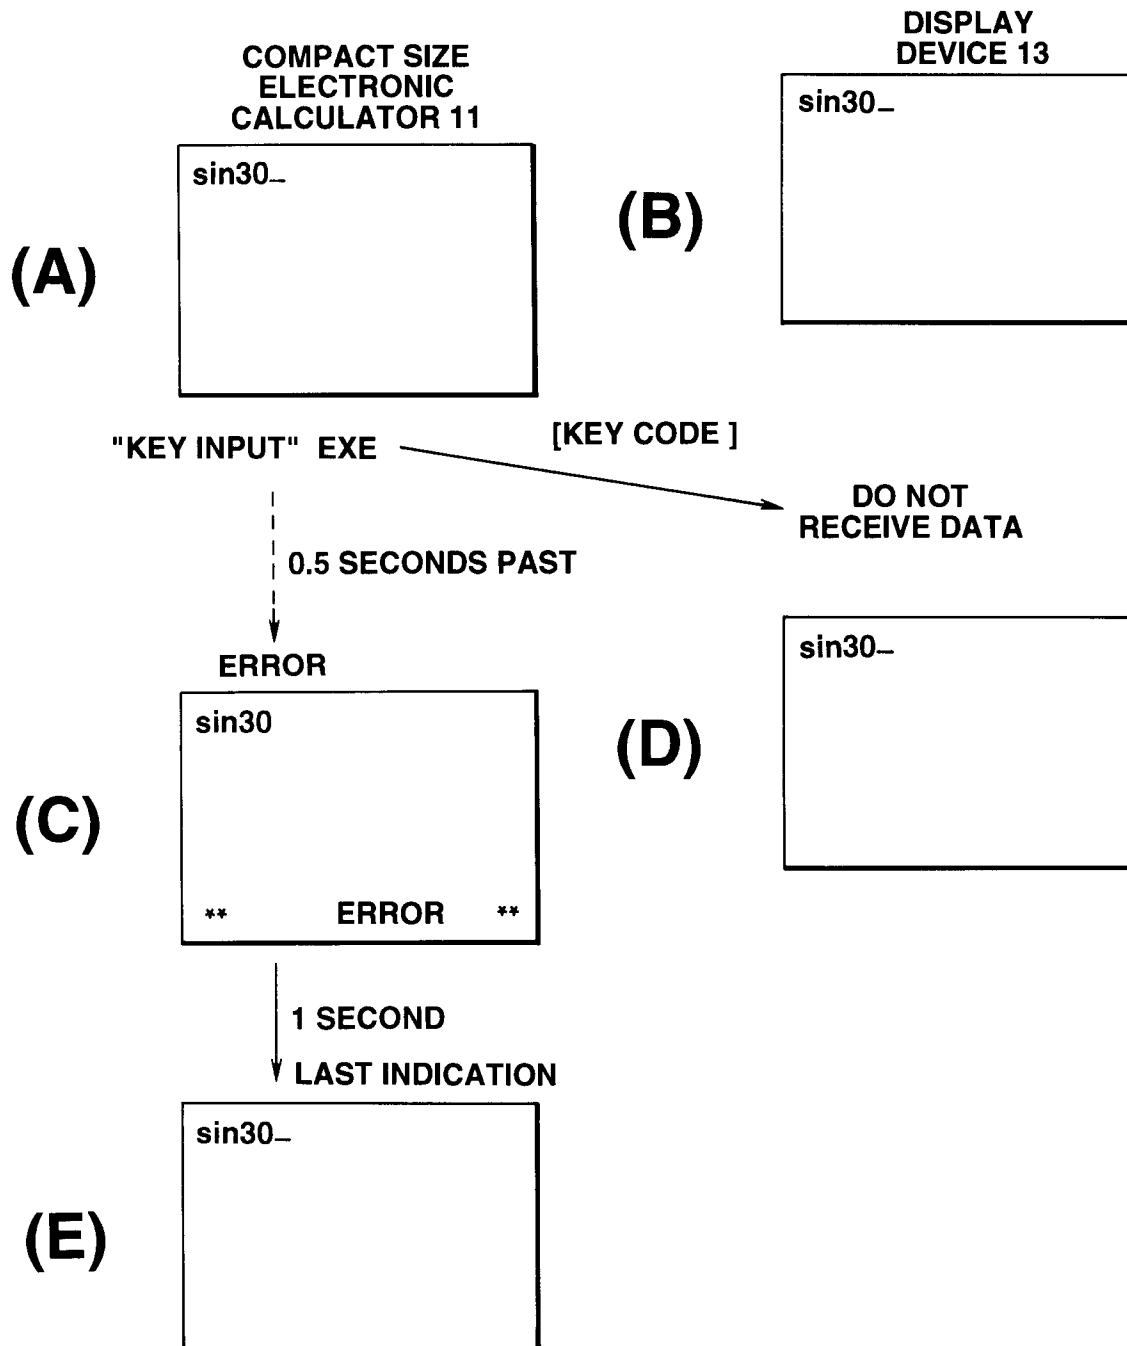 COMPACT SIZE
ELECTRONIC
CALCULATOR 11
DISPLAY
DEVICE 13
(A)
sin30_
(B)
sin30_
"KEY INPUT" EXE
[KEY CODE ]
DO NOT
RECEIVE DATA
0.5 SECONDS PAST
ERROR
(C)
sin30
** ERROR **
(D)
sin30_
1 SECOND
LAST INDICATION
(E)
sin30_